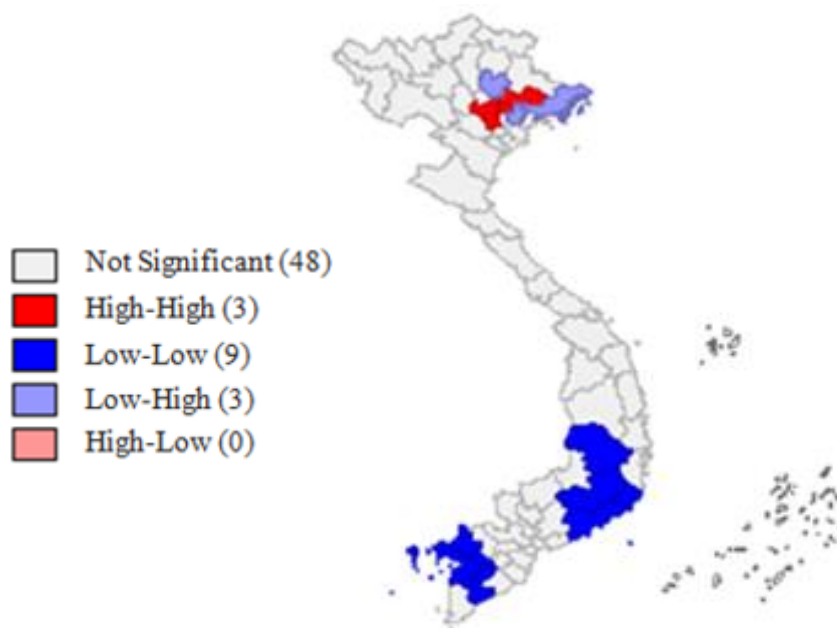 Not Significant (48)
High-High (3)
Low-Low (9)
Low-High (3)
High-Low (0)